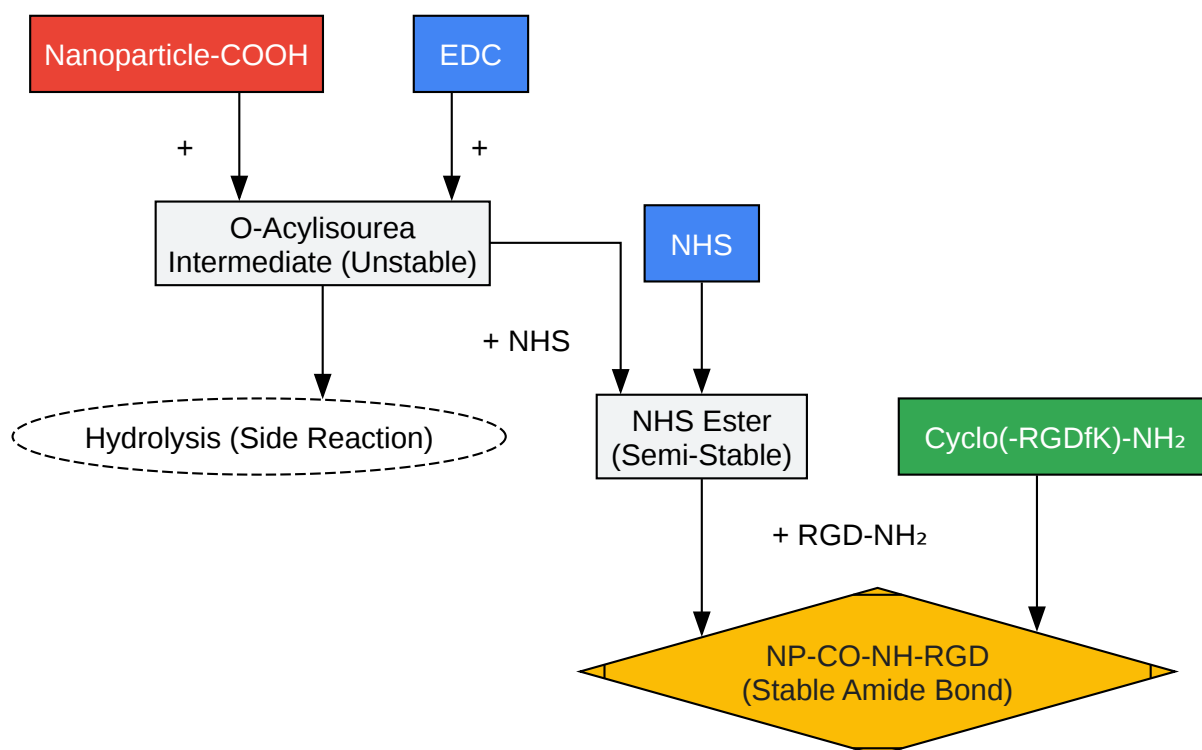 Nanoparticle-COOH
EDC
+
+
O-Acylisourea
Intermediate (Unstable)
NHS
+ NHS
Hydrolysis (Side Reaction)
NHS Ester
(Semi-Stable)
Cyclo(-RGDfK)-NH₂
+ RGD-NH₂
NP-CO-NH-RGD
(Stable Amide Bond)